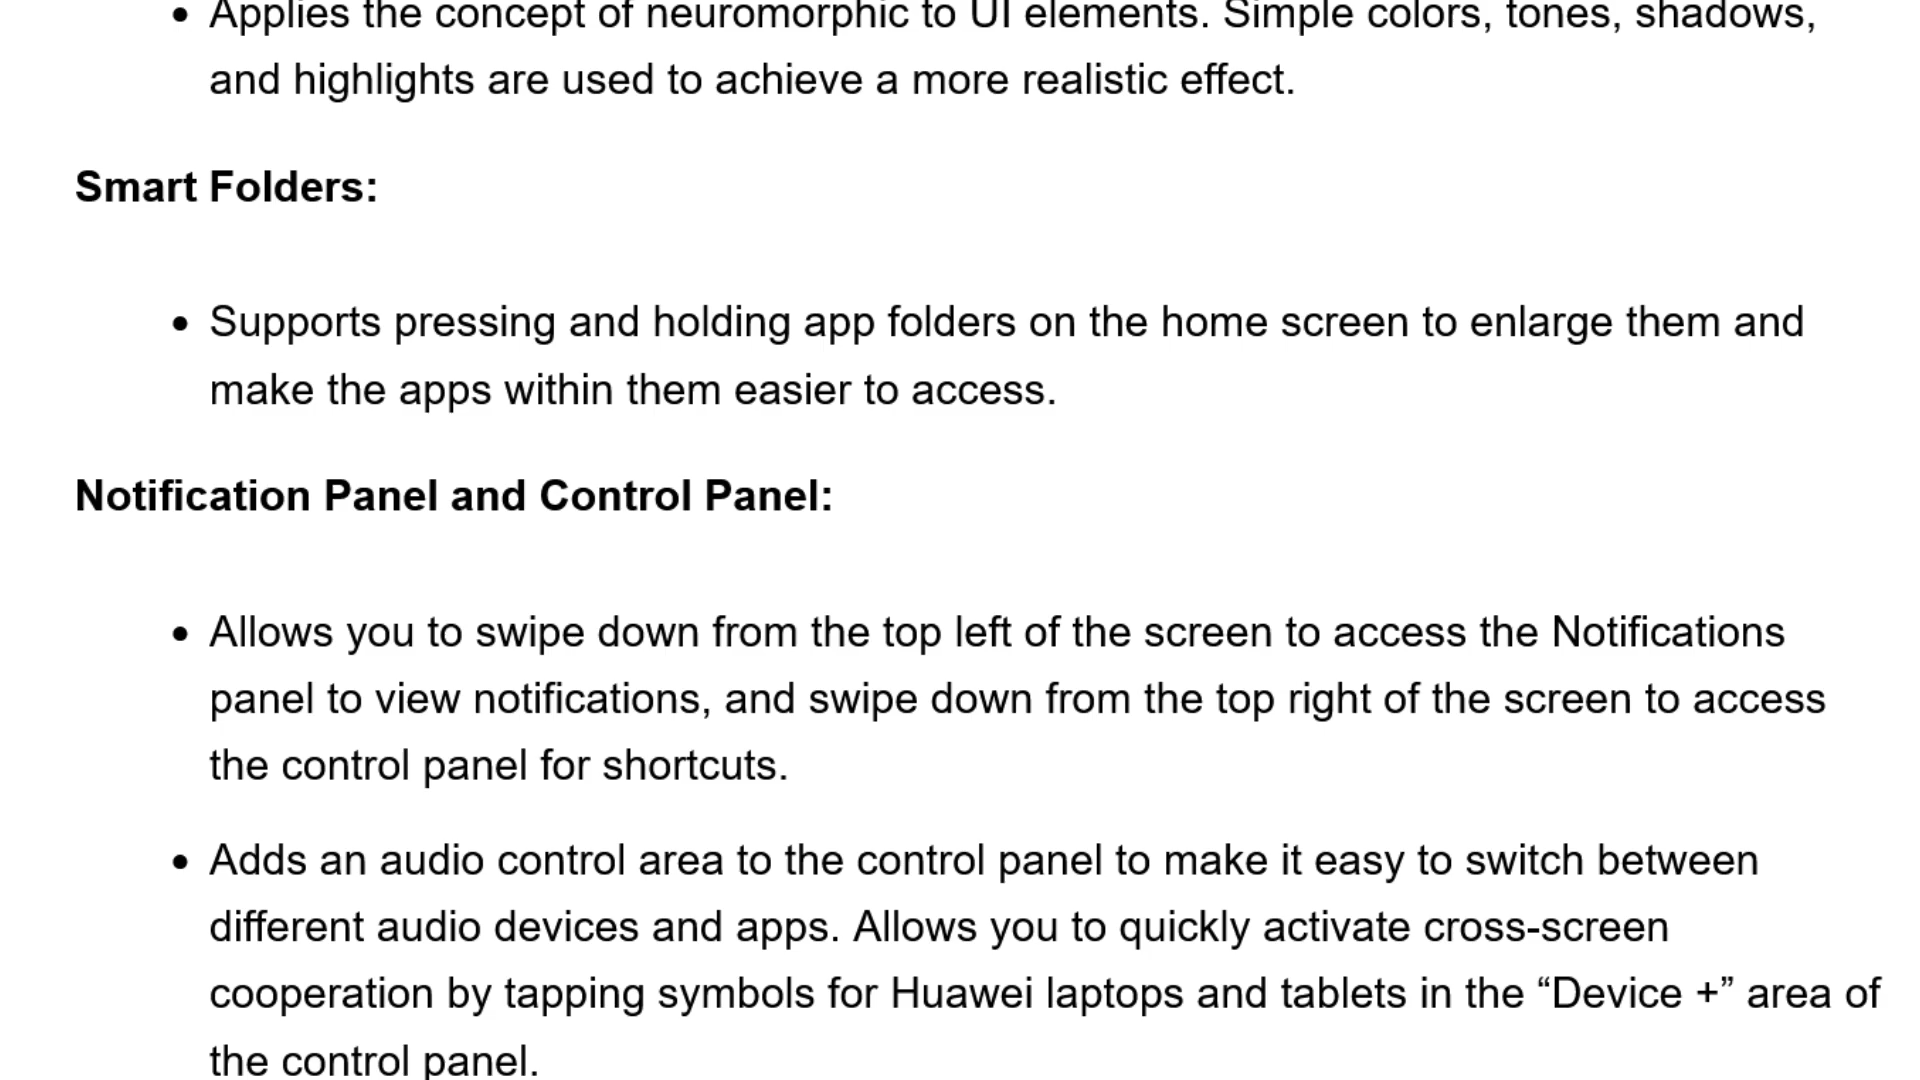 • Applies the concept of neuromorphic to UI elements. Simple colors, tones, shadows,
and highlights are used to achieve a more realistic effect.
Smart Folders:
• Supports pressing and holding app folders on the home screen to enlarge them and
make the apps within them easier to access.
Notification Panel and Control Panel:
• Allows you to swipe down from the top left of the screen to access the Notifications
panel to view notifications, and swipe down from the top right of the screen to access
the control panel for shortcuts.
• Adds an audio control area to the control panel to make it easy to switch between
different audio devices and apps. Allows you to quickly activate cross-screen
cooperation by tapping symbols for Huawei laptops and tablets in the “Device +” area of
the control panel.